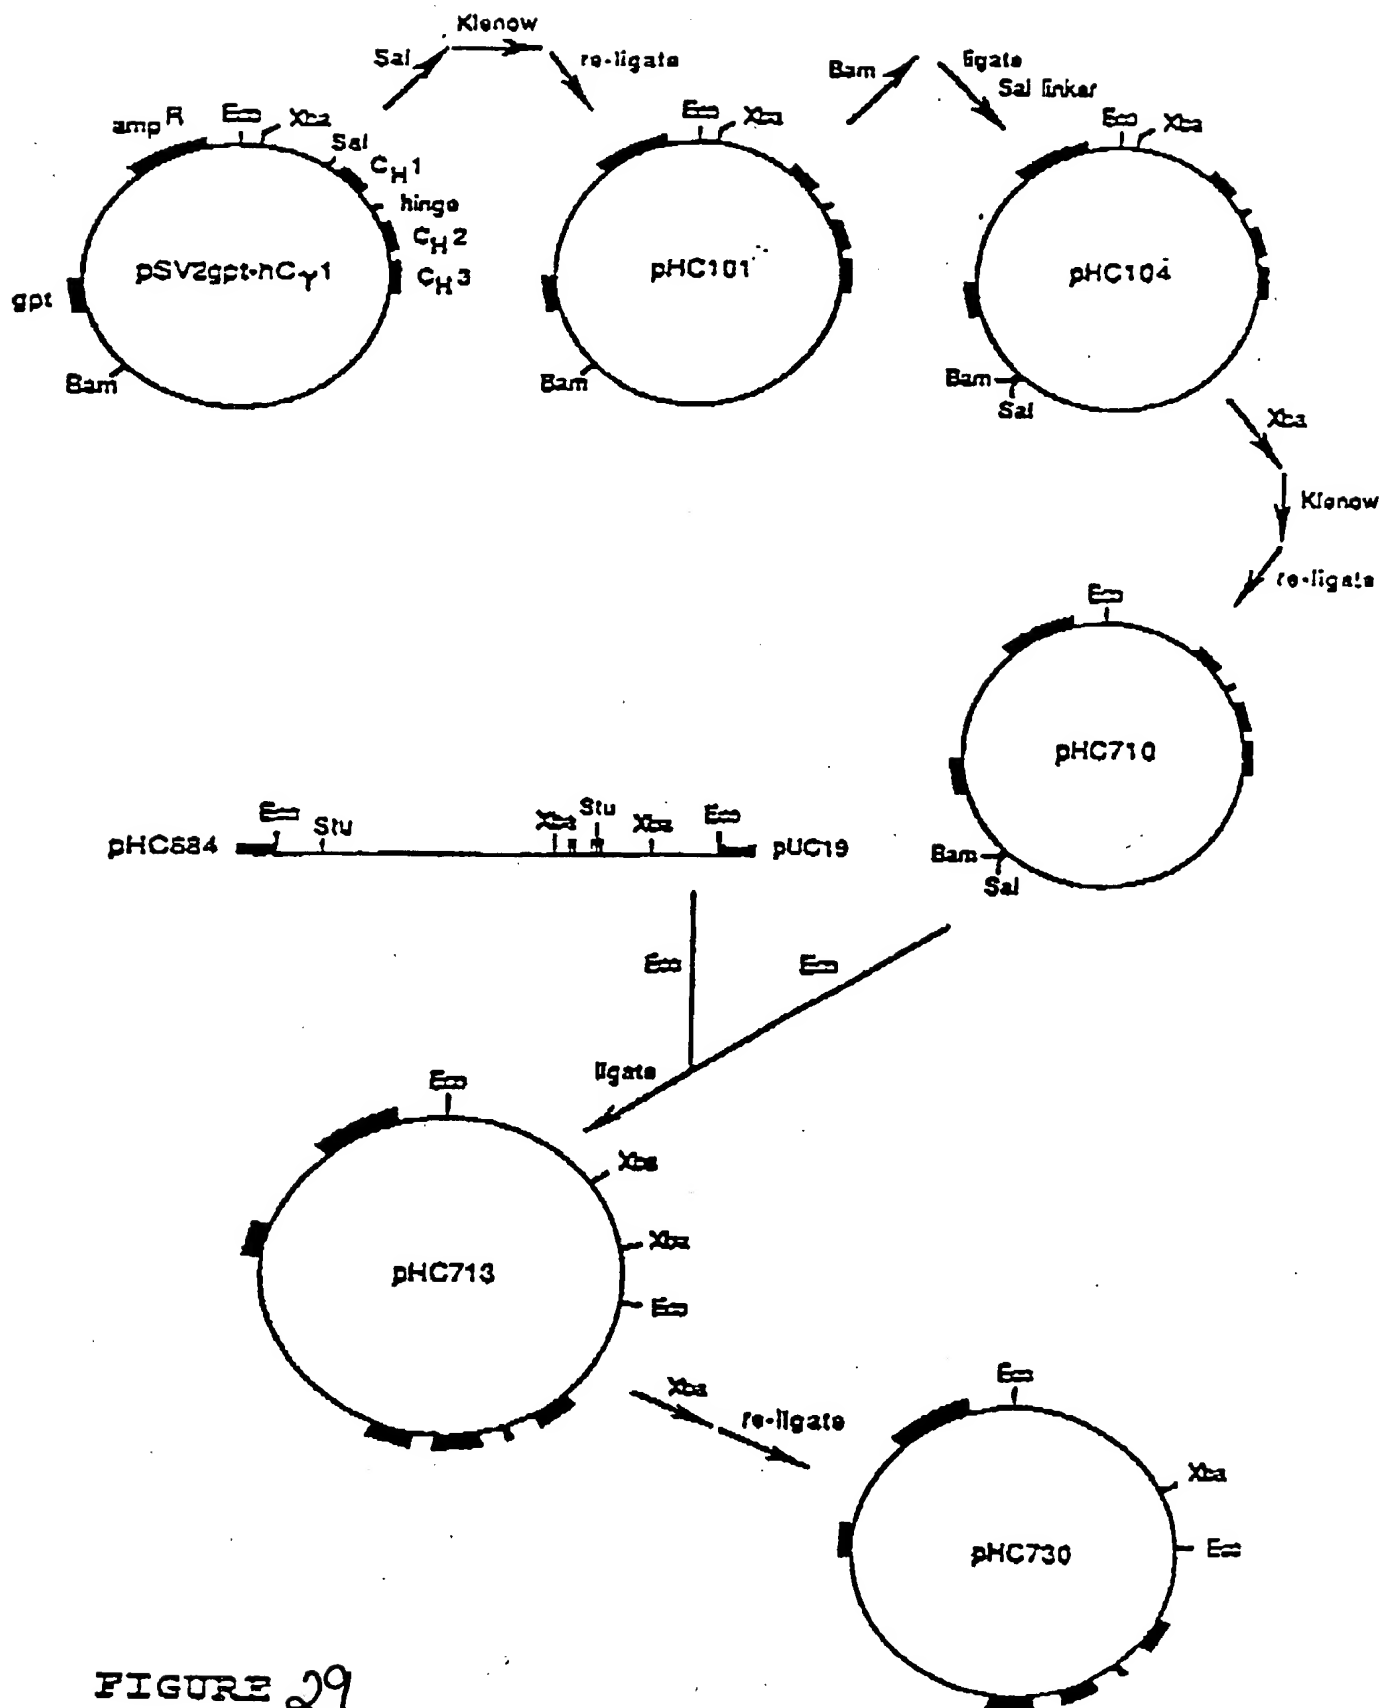 Klenow
Sal
re-ligate
Bam
ligate
Sal linker
amp R
Eco
Xba
Sal
CH1
hinge
CH2
CH3
pSV2gpt-hCγ1
gpt
Bam
Eco
Xba
pHC101
Bam
Eco
Xba
pHC104
Bam
Sal
Xba
Klenow
re-ligate
Eco
pHC710
Bam
Sal
pHC684
Eco
Stu
Xba
Stu
Xba
Eco
pUC19
Eco
Eco
ligate
Eco
Xba
Xba
Eco
pHC713
Xba
re-ligate
Eco
Xba
Eco
pHC730
FIGURE 29